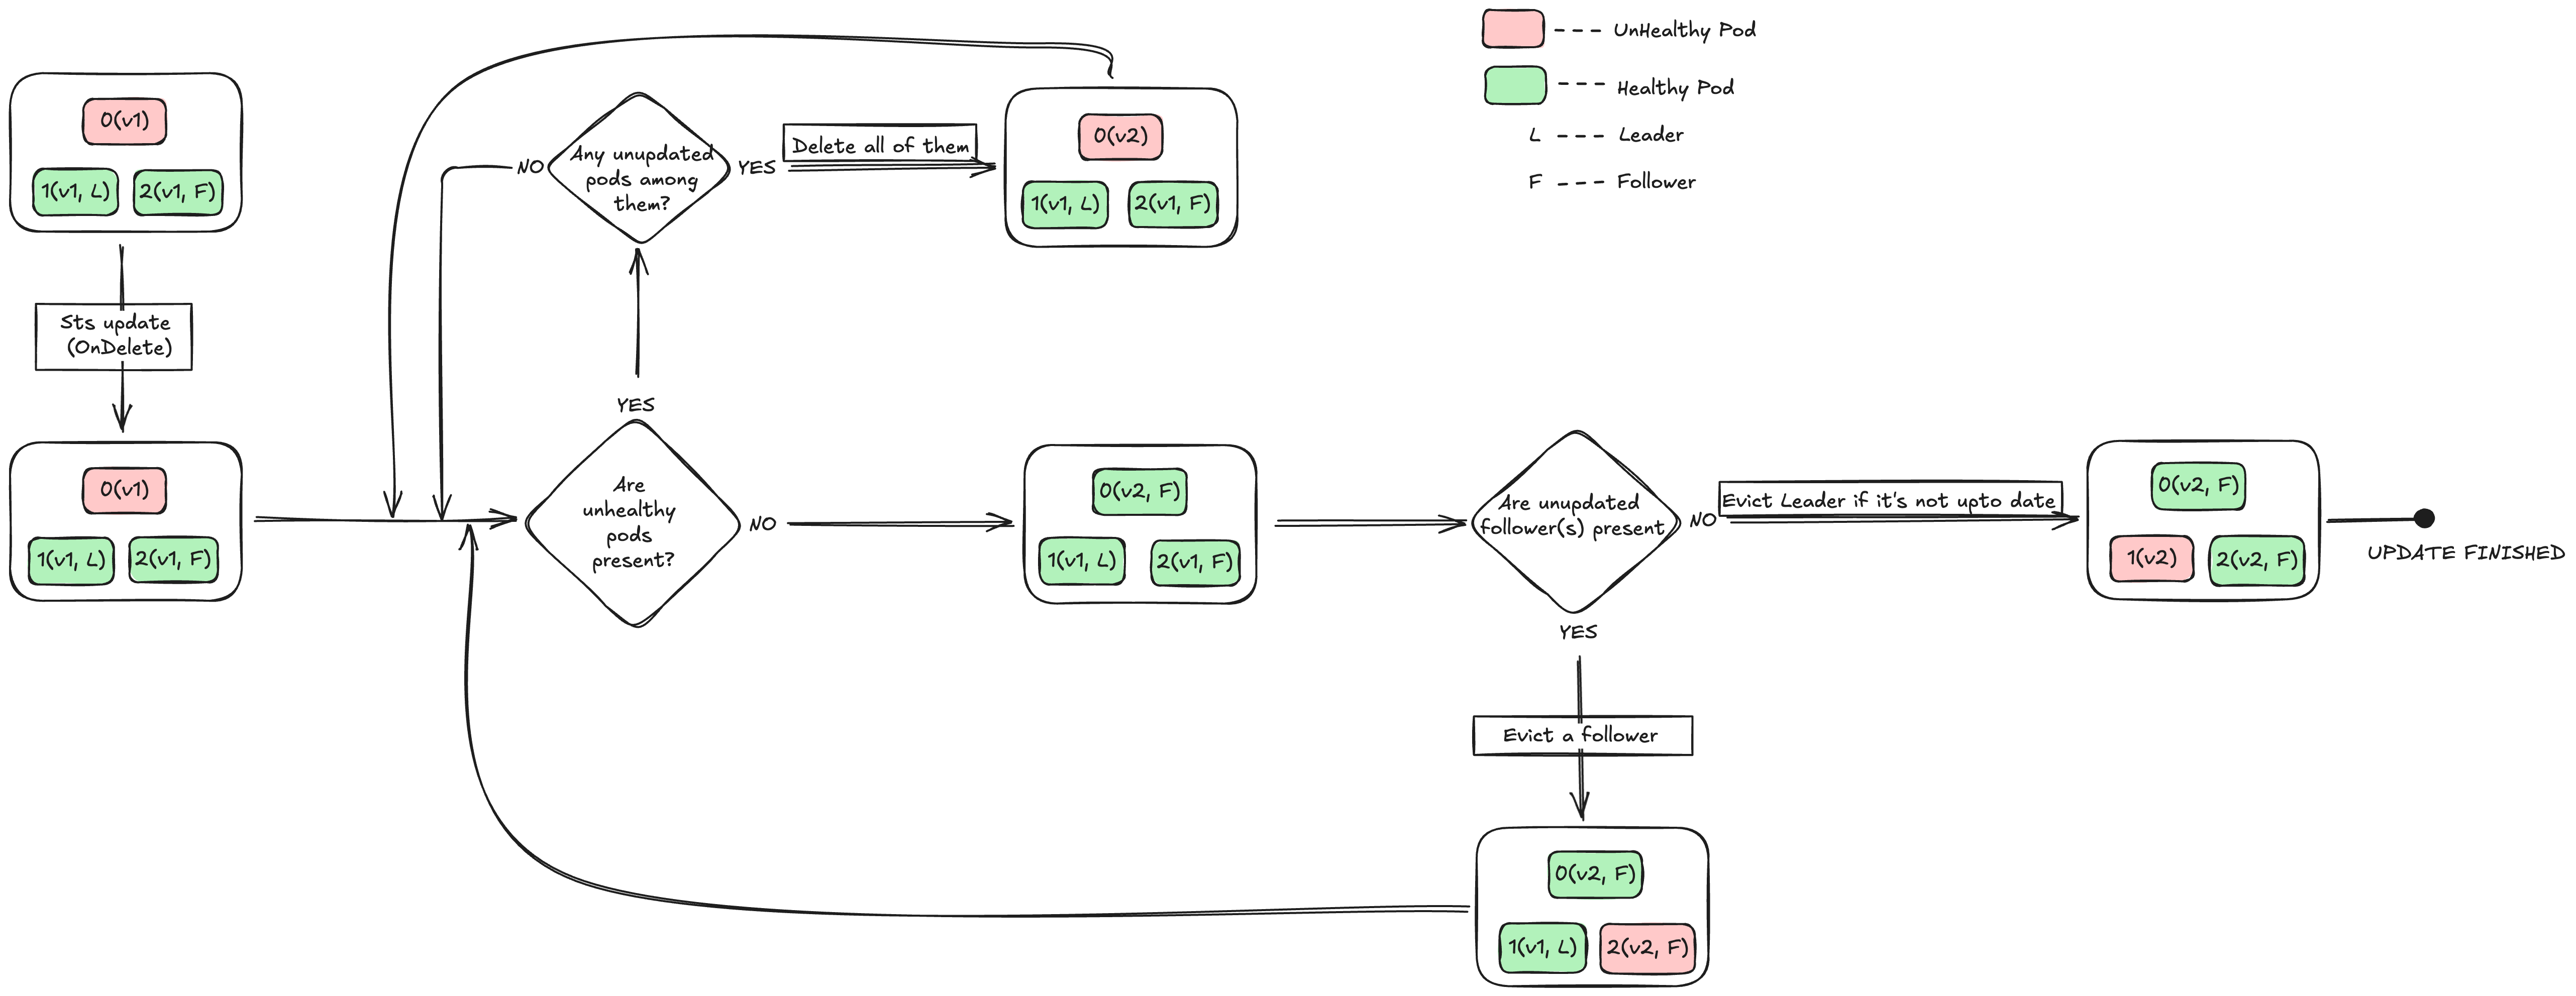 UnHealthy Pod
Healthy Pod
L
Leader
F
Follower
0(v1)
1(v1, L)
2(v1, F)
Sts update
(OnDelete)
0(v1)
1(v1, L)
2(v1, F)
NO
Any unupdated
pods among
them?
YES
Delete all of them
0(v2)
1(v1, L)
2(v1, F)
YES
Are
unhealthy
pods
present?
NO
0(v2, F)
1(v1, L)
2(v1, F)
Are unupdated
follower(s) present
NO
Evict Leader if it's not upto date
0(v2, F)
1(v2)
2(v2, F)
UPDATE FINISHED
YES
Evict a follower
0(v2, F)
1(v1, L)
2(v2, F)